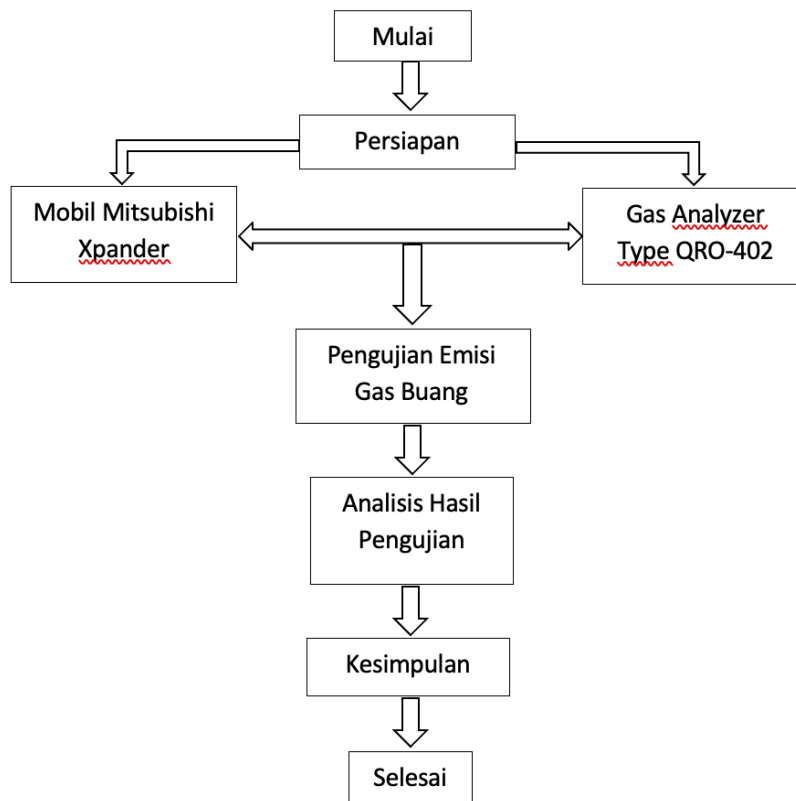 Mulai
Persiapan
Mobil Mitsubishi
Xpander
Gas Analyzer
Type QRO-402
Pengujian Emisi
Gas Buang
Analisis Hasil
Pengujian
Kesimpulan
Selesai